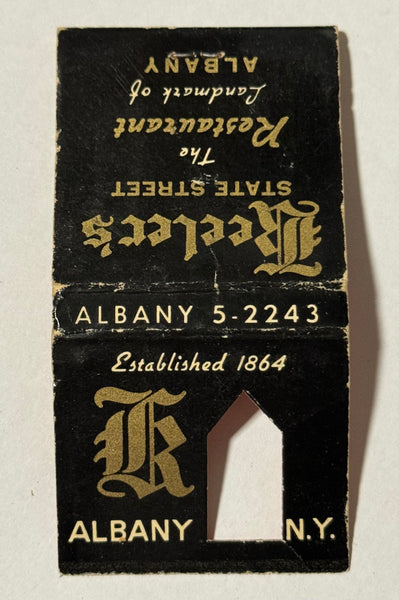 Keeler's
STATE STREET
The
Restaurant
Landmark of
ALBANY
ALBANY 5-2243
Established 1864
K
ALBANY N.Y.